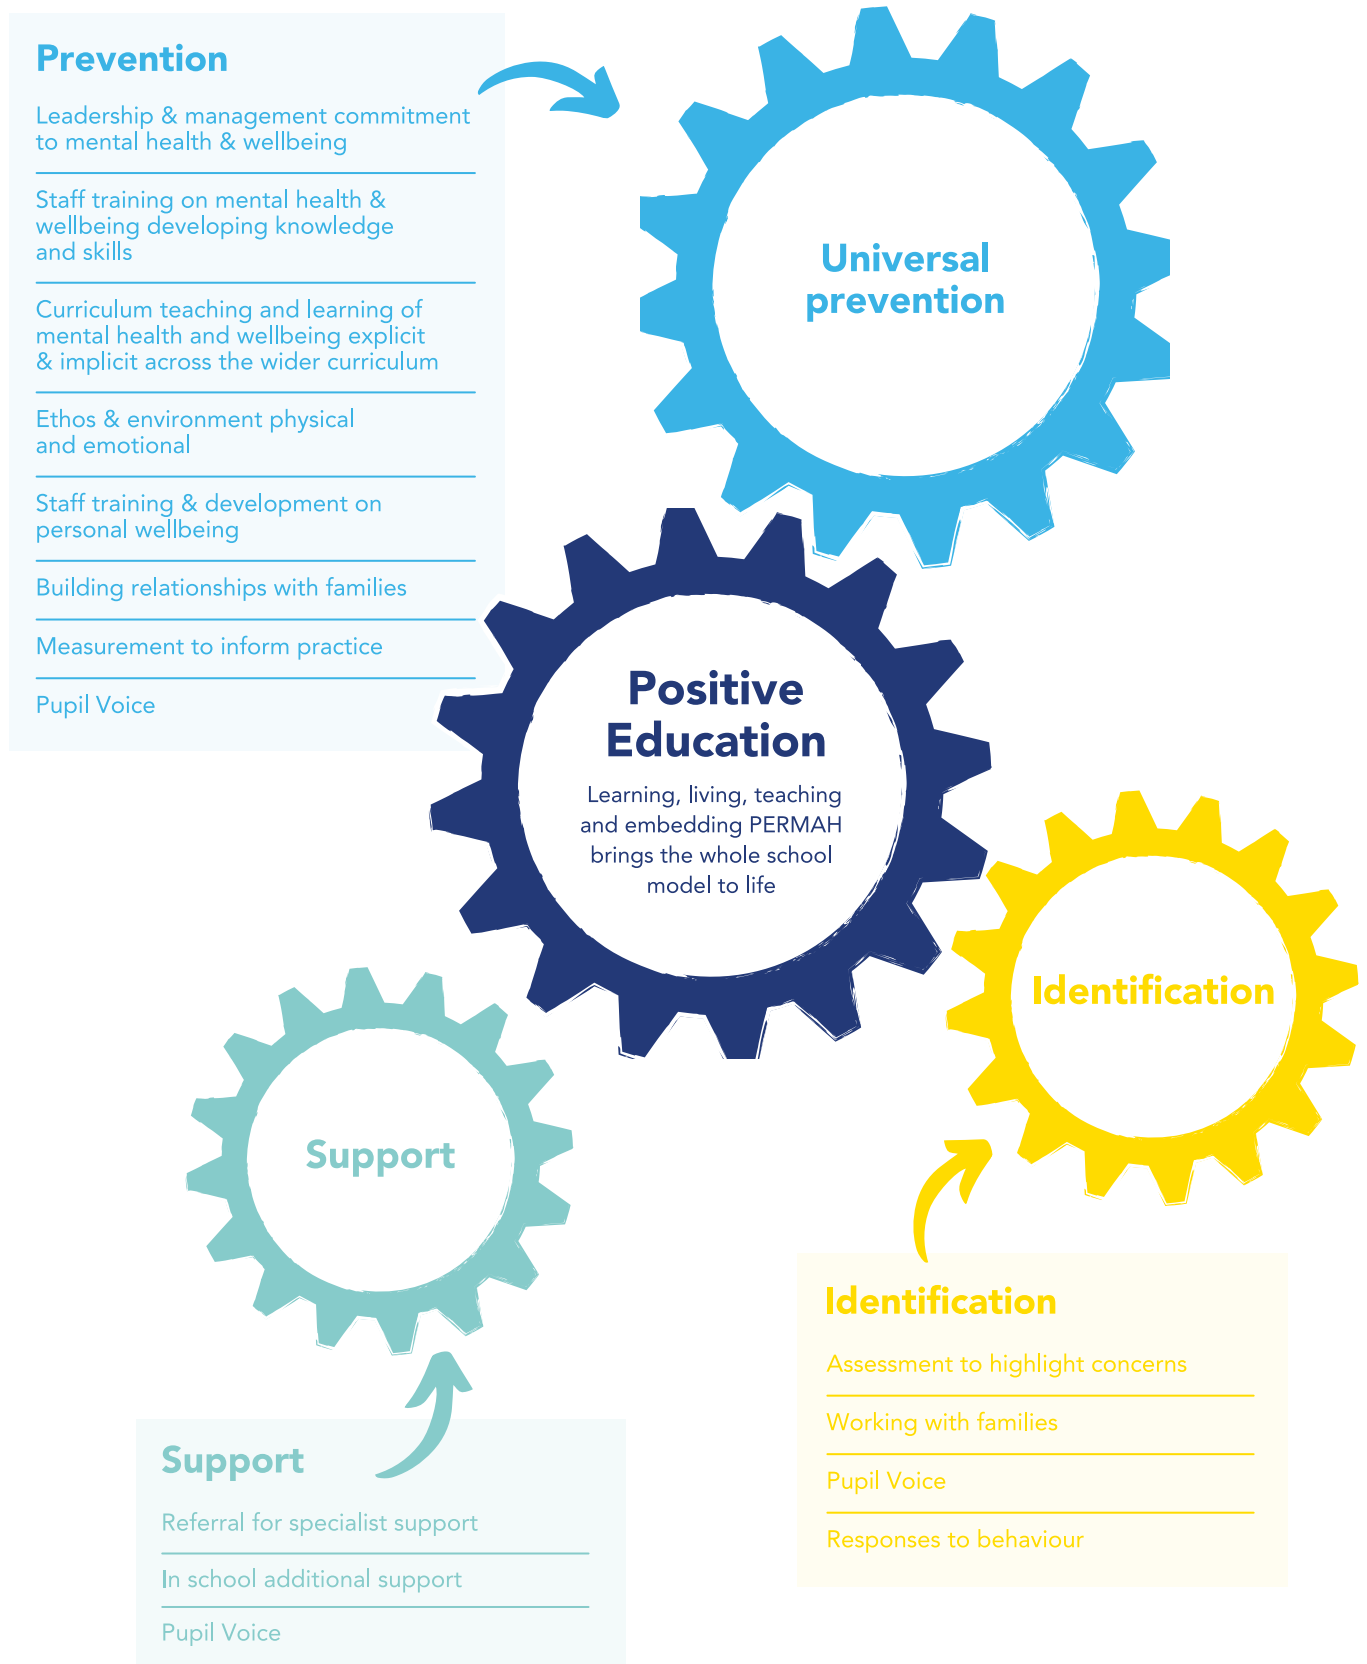 Prevention
Leadership & management commitment
to mental health & wellbeing
Staff training on mental health &
wellbeing developing knowledge
and skills
Curriculum teaching and learning of
mental health and wellbeing explicit
& implicit across the wider curriculum
Ethos & environment physical
and emotional
Staff training & development on
personal wellbeing
Building relationships with families
Measurement to inform practice
Pupil Voice
Universal
prevention
Positive
Education
Learning, living, teaching
and embedding PERMAH
brings the whole school
model to life
Identification
Support
Identification
Assessment to highlight concerns
Working with families
Pupil Voice
Responses to behaviour
Support
Referral for specialist support
In school additional support
Pupil Voice